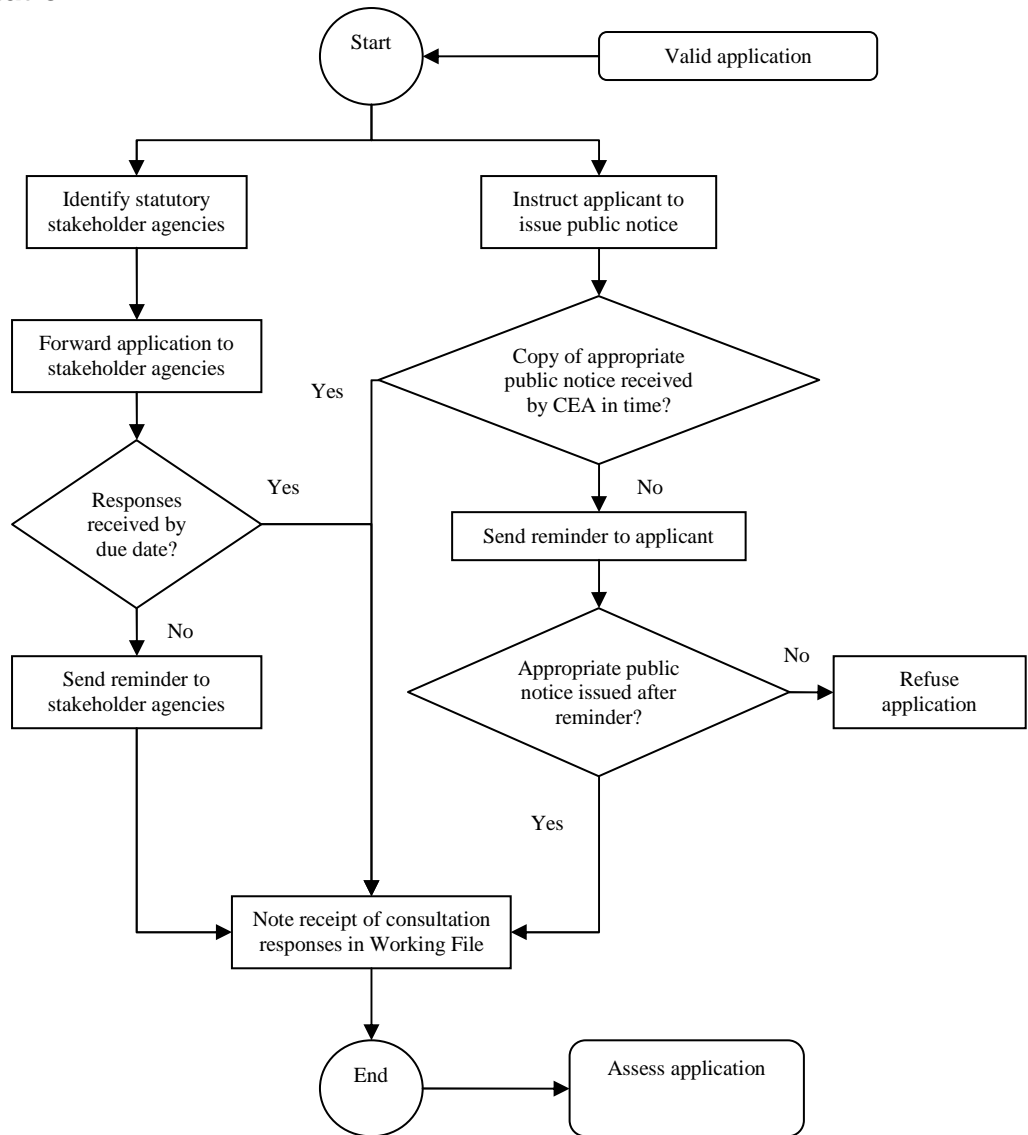 Start
Valid application
Identify statutory
stakeholder agencies
Instruct applicant to
issue public notice
Forward application to
stakeholder agencies
Copy of appropriate
public notice received
by CEA in time?
Yes
Responses
received by
due date?
Yes
No
Send reminder to applicant
No
Send reminder to
stakeholder agencies
Appropriate public
notice issued after
reminder?
No
Refuse
application
Yes
Note receipt of consultation
responses in Working File
End
Assess application